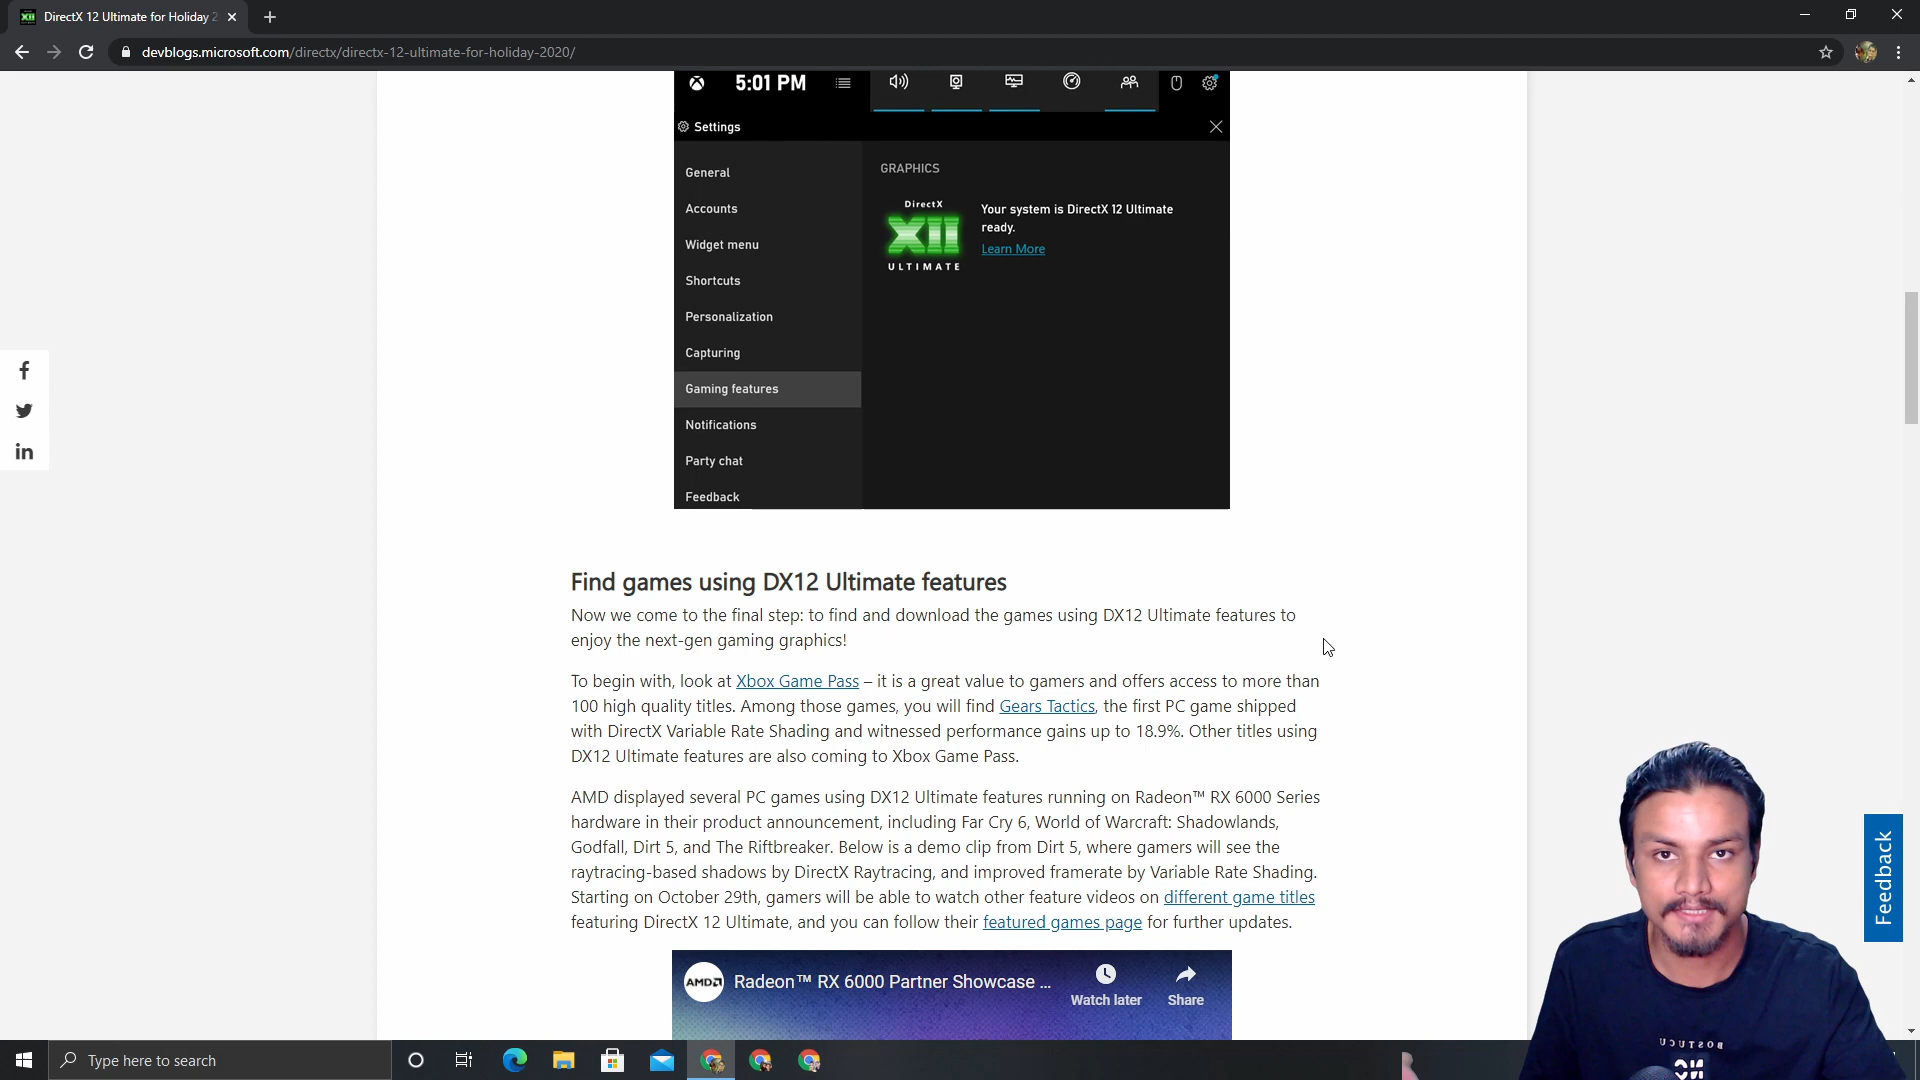 DirectX 12 Ultimate for Holiday 2
devblogs.microsoft.com/directx/directx-12-ultimate-for-holiday-2020/
5:01 PM
Settings
General
Accounts
Widget menu
Shortcuts
Personalization
Capturing
Gaming features
Notifications
Party chat
Feedback
GRAPHICS
DirectX
XII
ULTIMATE
Your system is DirectX 12 Ultimate
ready.
Learn More
Find games using DX12 Ultimate features
Now we come to the final step: to find and download the games using DX12 Ultimate features to
enjoy the next-gen gaming graphics!
To begin with, look at Xbox Game Pass – it is a great value to gamers and offers access to more than
100 high quality titles. Among those games, you will find Gears Tactics, the first PC game shipped
with DirectX Variable Rate Shading and witnessed performance gains up to 18.9%. Other titles using
DX12 Ultimate features are also coming to Xbox Game Pass.
AMD displayed several PC games using DX12 Ultimate features running on Radeon™ RX 6000 Series
hardware in their product announcement, including Far Cry 6, World of Warcraft: Shadowlands,
Godfall, Dirt 5, and The Riftbreaker. Below is a demo clip from Dirt 5, where gamers will see the
raytracing-based shadows by DirectX Raytracing, and improved framerate by Variable Rate Shading.
Starting on October 29th, gamers will be able to watch other feature videos on different game titles
featuring DirectX 12 Ultimate, and you can follow their featured games page for further updates.
AMD
Radeon™ RX 6000 Partner Showcase ...
Watch later
Share
Feedback
Type here to search